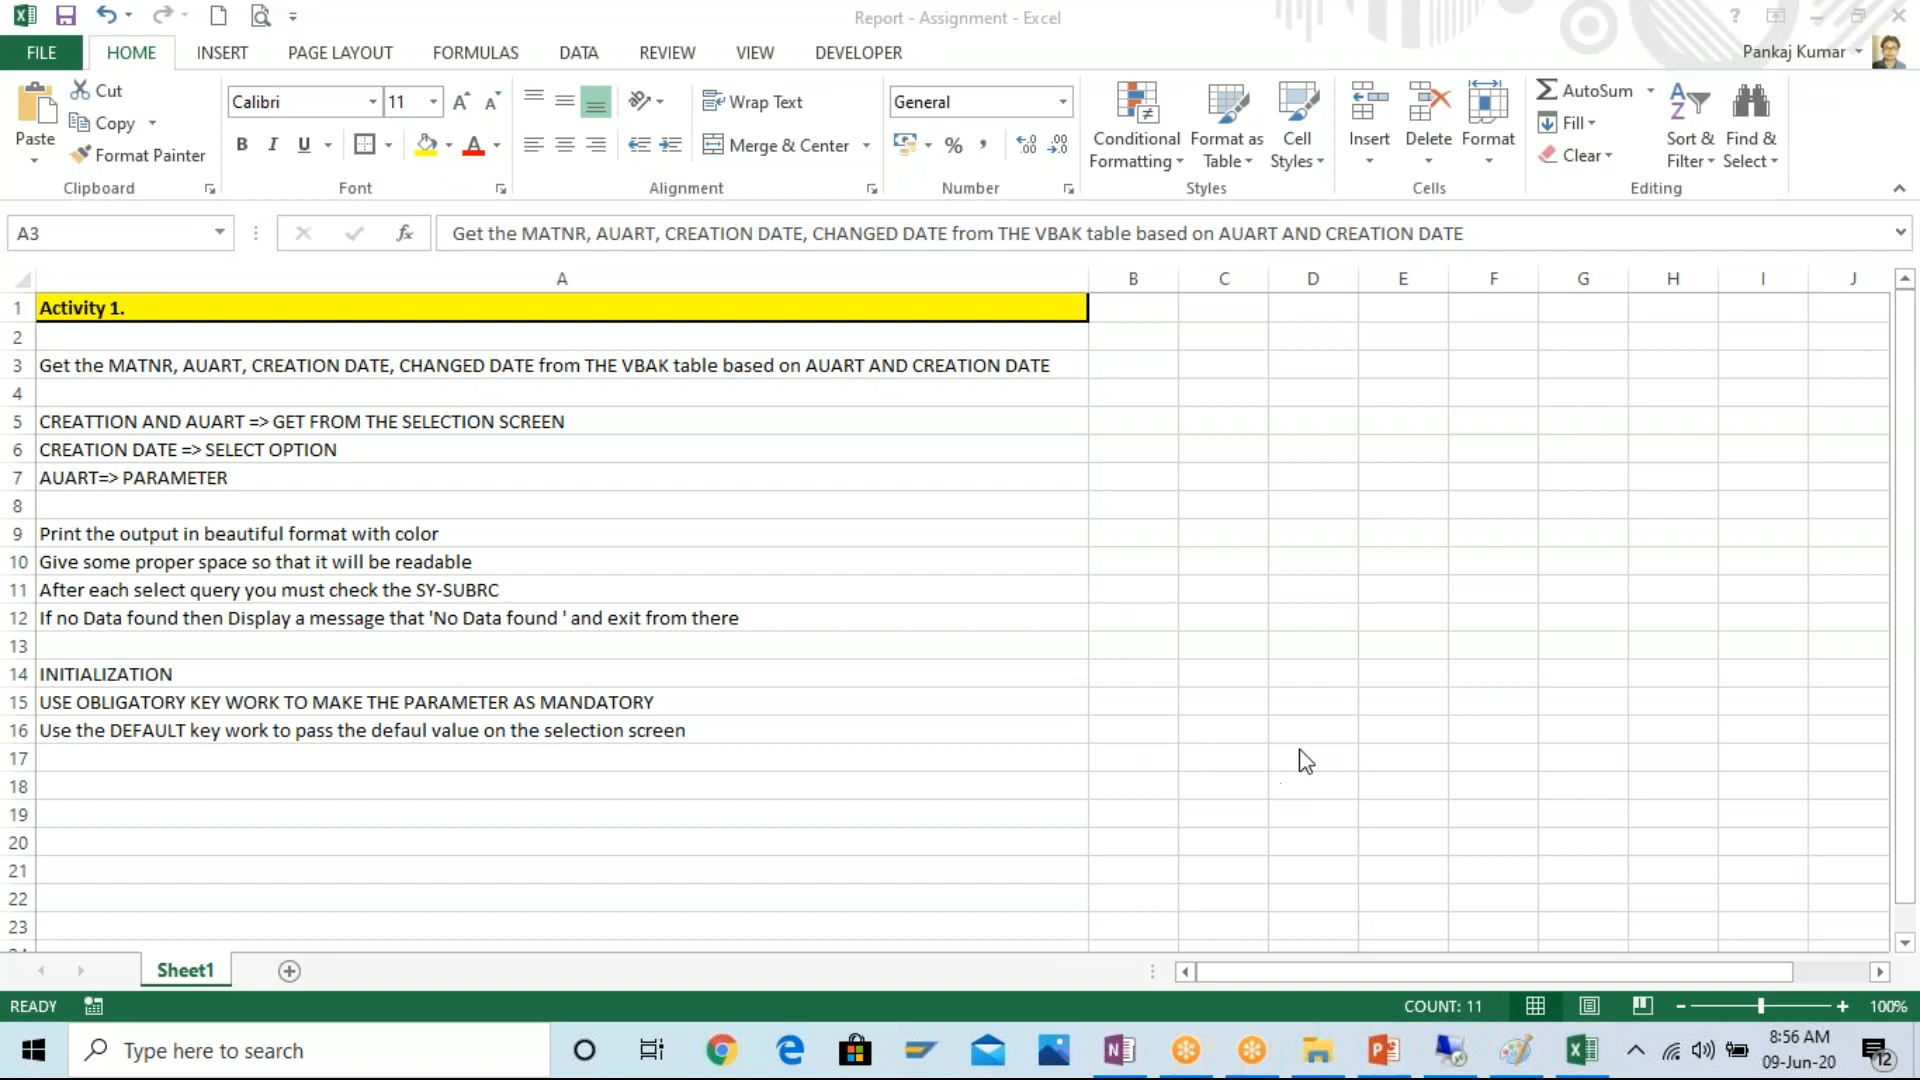 Report - Assignment - Excel
?
FILE HOME INSERT PAGE LAYOUT FORMULAS DATA REVIEW VIEW DEVELOPER
Pankaj Kumar
Paste
Cut
Copy
Format Painter
Clipboard
Calibri 11
B I U
Font
Wrap Text
Merge & Center
Alignment
General
%
Number
Conditional Formatting
Format as Table
Cell Styles
Styles
Insert
Delete
Format
Cells
AutoSum
Fill
Clear
Sort & Filter
Find & Select
Editing
A3
fx
Get the MATNR, AUART, CREATION DATE, CHANGED DATE from THE VBAK table based on AUART AND CREATION DATE
A B C D E F G H I J
1 Activity 1.
2
3 Get the MATNR, AUART, CREATION DATE, CHANGED DATE from THE VBAK table based on AUART AND CREATION DATE
4
5 CREATTION AND AUART => GET FROM THE SELECTION SCREEN
6 CREATION DATE => SELECT OPTION
7 AUART=> PARAMETER
8
9 Print the output in beautiful format with color
10 Give some proper space so that it will be readable
11 After each select query you must check the SY-SUBRC
12 If no Data found then Display a message that 'No Data found ' and exit from there
13
14 INITIALIZATION
15 USE OBLIGATORY KEY WORK TO MAKE THE PARAMETER AS MANDATORY
16 Use the DEFAULT key work to pass the defaul value on the selection screen
17
18
19
20
21
22
23
Sheet1
READY
COUNT: 11
100%
Type here to search
8:56 AM
09-Jun-20
12